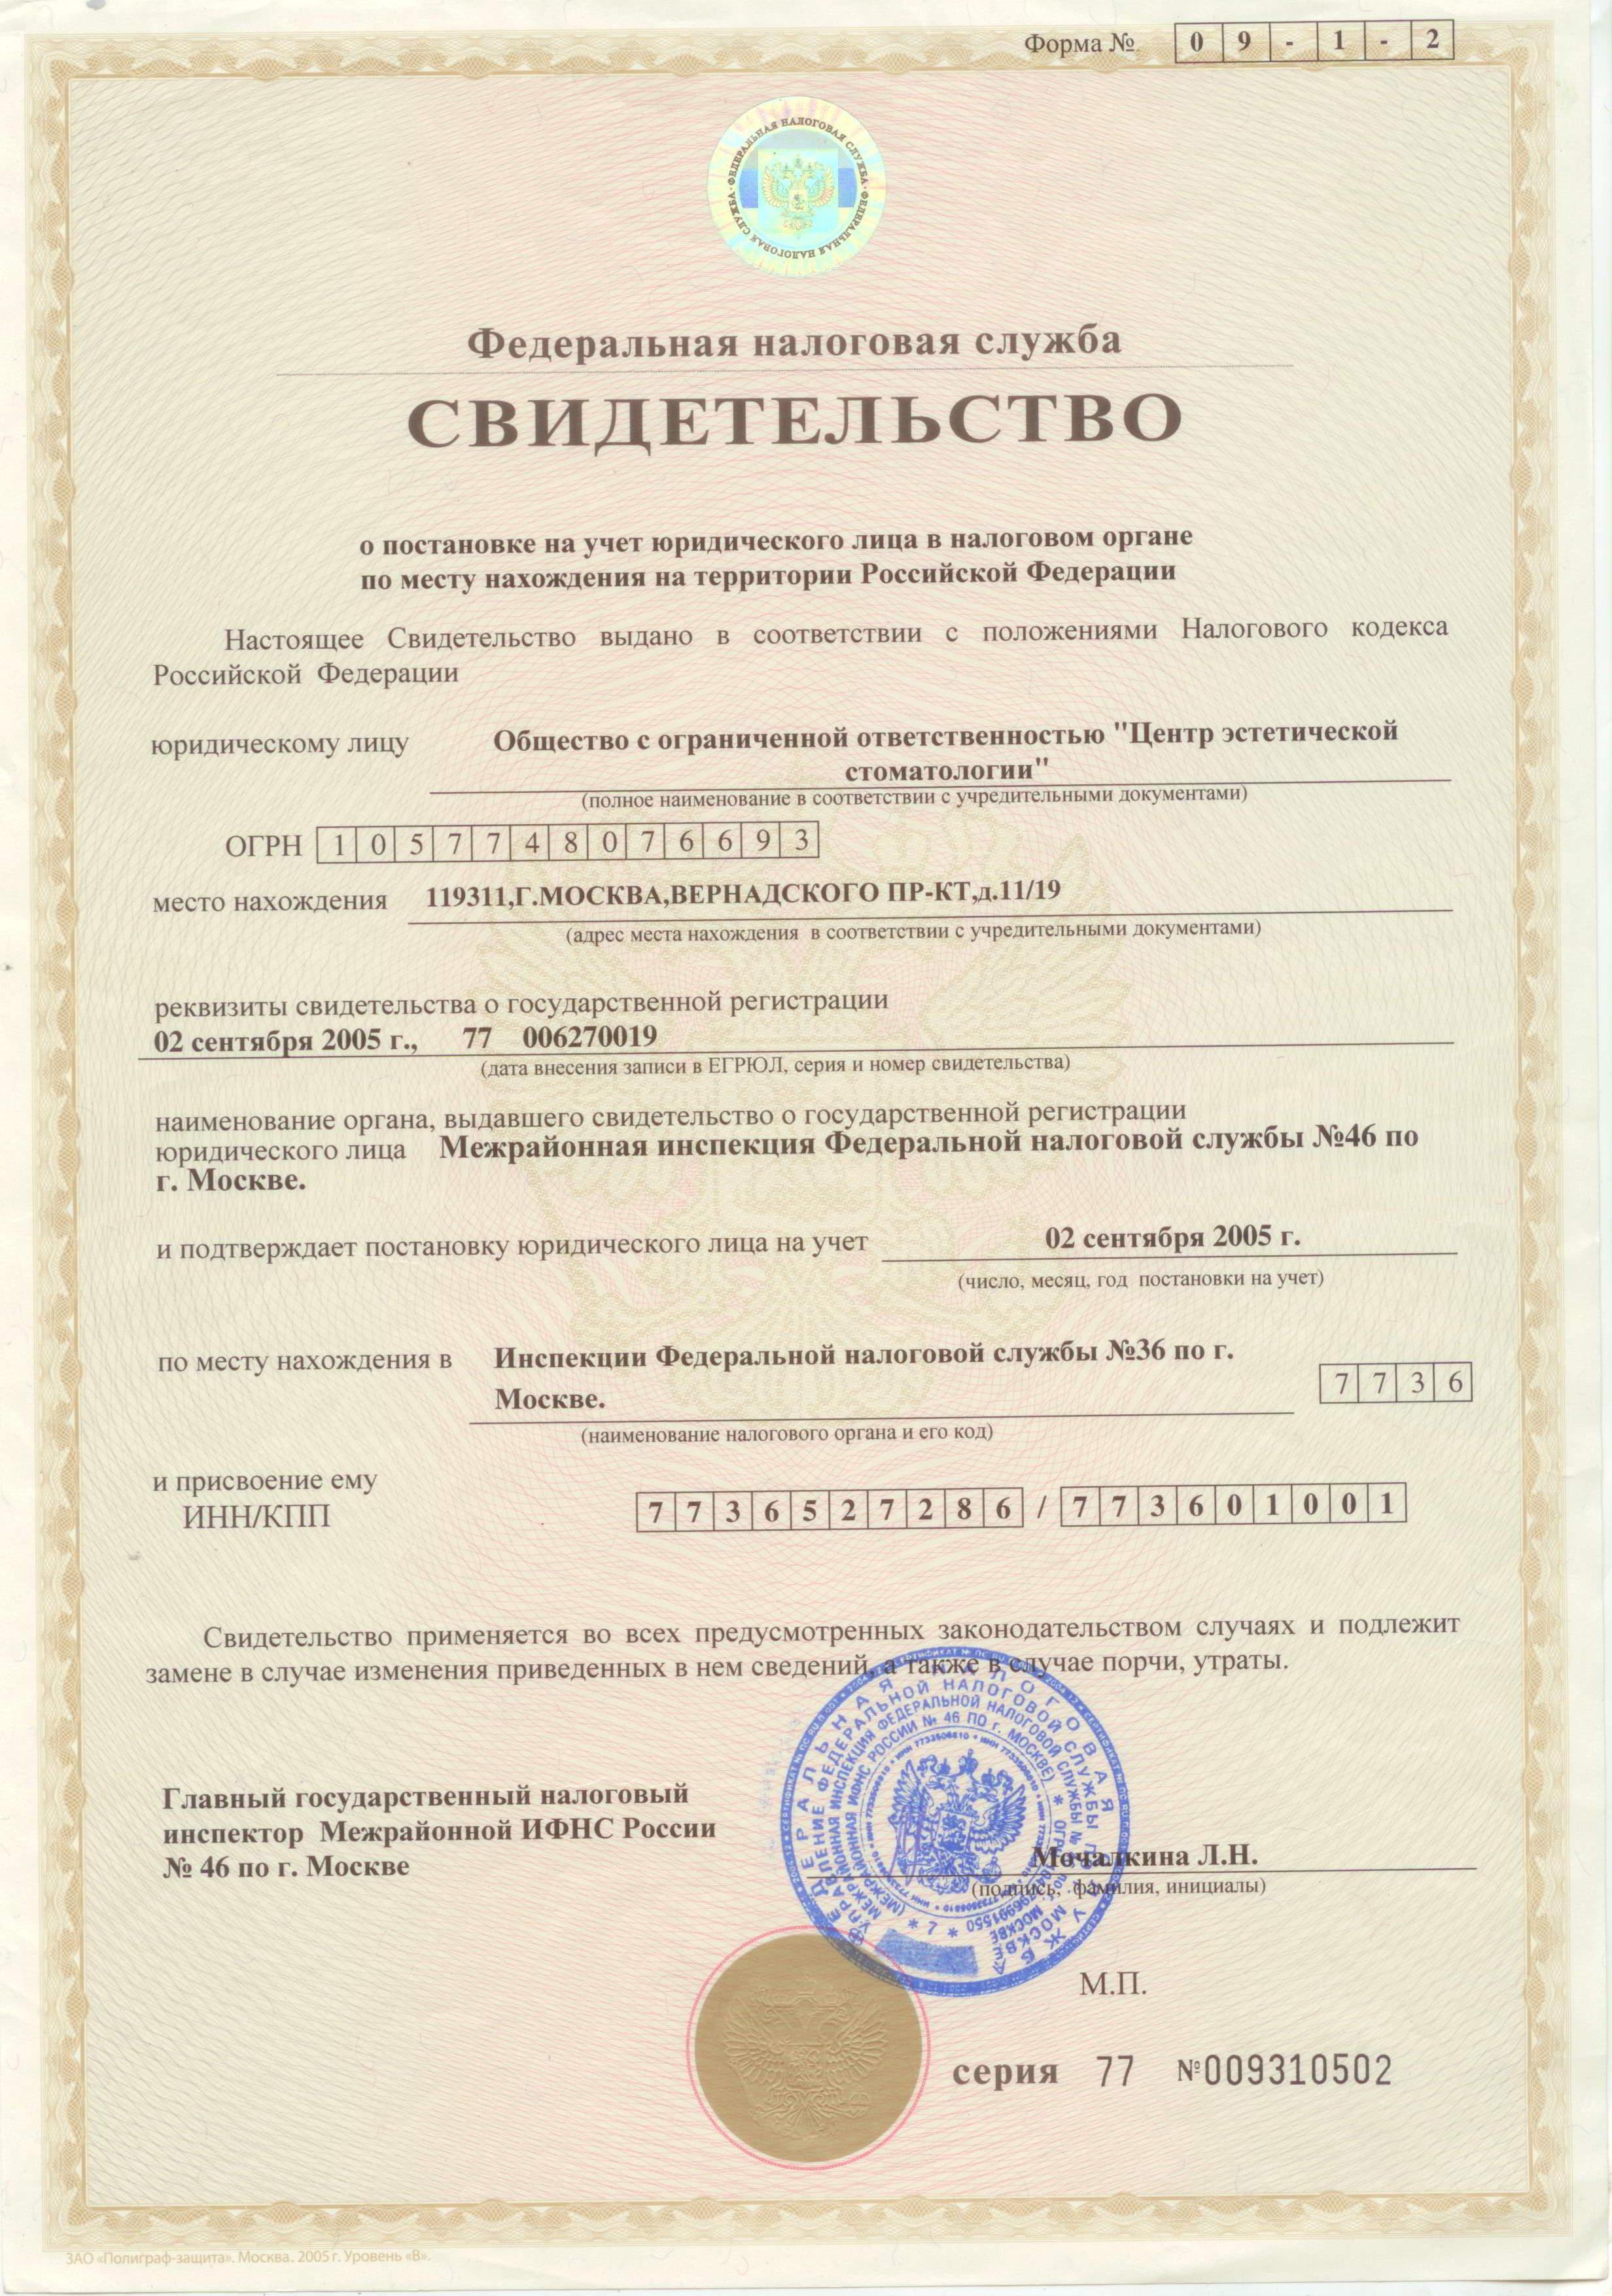 Форма № 0 9 - 1 - 2
ФЕДЕРАЛЬНАЯ НАЛОГОВАЯ СЛУЖБА · ФЕДЕРАЛЬНАЯ НАЛОГОВАЯ СЛУЖБА ·
Федеральная налоговая служба
СВИДЕТЕЛЬСТВО
о постановке на учет юридического лица в налоговом органе
по месту нахождения на территории Российской Федерации
Настоящее Свидетельство выдано в соответствии с положениями Налогового кодекса
Российской Федерации
юридическому лицу Общество с ограниченной ответственностью "Центр эстетической
стоматологии"
(полное наименование в соответствии с учредительными документами)
ОГРН 1 0 5 7 7 4 8 0 7 6 6 9 3
место нахождения 119311,Г.МОСКВА,ВЕРНАДСКОГО ПР-КТ,д.11/19
(адрес места нахождения в соответствии с учредительными документами)
реквизиты свидетельства о государственной регистрации
02 сентября 2005 г., 77 006270019
(дата внесения записи в ЕГРЮЛ, серия и номер свидетельства)
наименование органа, выдавшего свидетельство о государственной регистрации
юридического лица Межрайонная инспекция Федеральной налоговой службы №46 по
г. Москве.
и подтверждает постановку юридического лица на учет 02 сентября 2005 г.
(число, месяц, год постановки на учет)
по месту нахождения в Инспекции Федеральной налоговой службы №36 по г.
Москве. 7 7 3 6
(наименование налогового органа и его код)
и присвоение ему
ИНН/КПП 7 7 3 6 5 2 7 2 8 6 / 7 7 3 6 0 1 0 0 1
Свидетельство применяется во всех предусмотренных законодательством случаях и подлежит
замене в случае изменения приведенных в нем сведений, а также в случае порчи, утраты.
Главный государственный налоговый
инспектор Межрайонной ИФНС России
№ 46 по г. Москве
Мочалкина Л.Н.
(подпись, фамилия, инициалы)
М.П.
серия 77 №009310502
ЗАО «Полиграф-защита». Москва. 2005 г. Уровень «В».